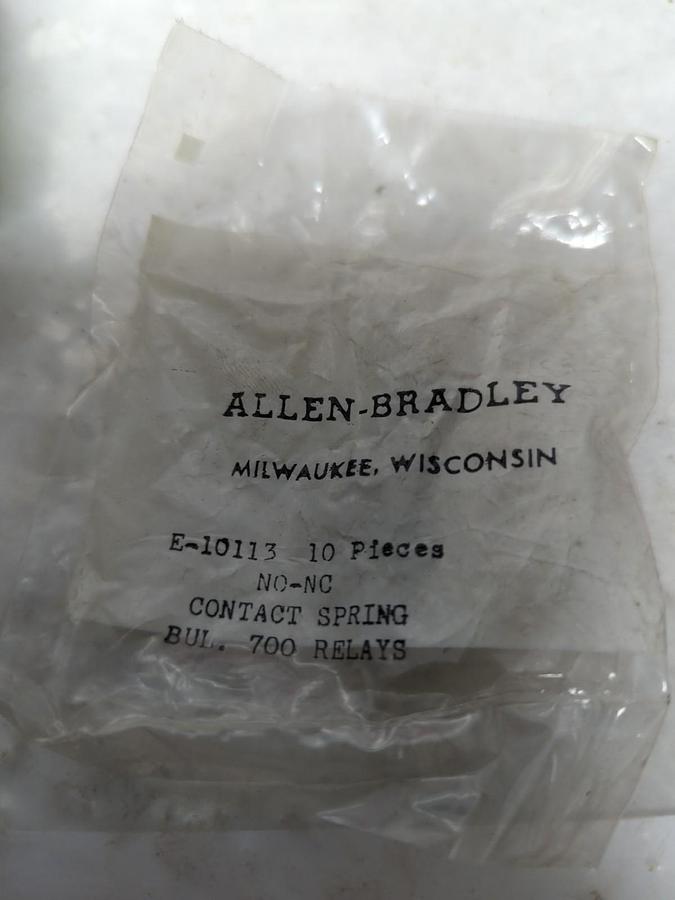 ALLEN-BRADLEY
MILWAUKEE, WISCONSIN
E-10113 10 Pieces
NO-NC
CONTACT SPRING
BUL. 700 RELAYS